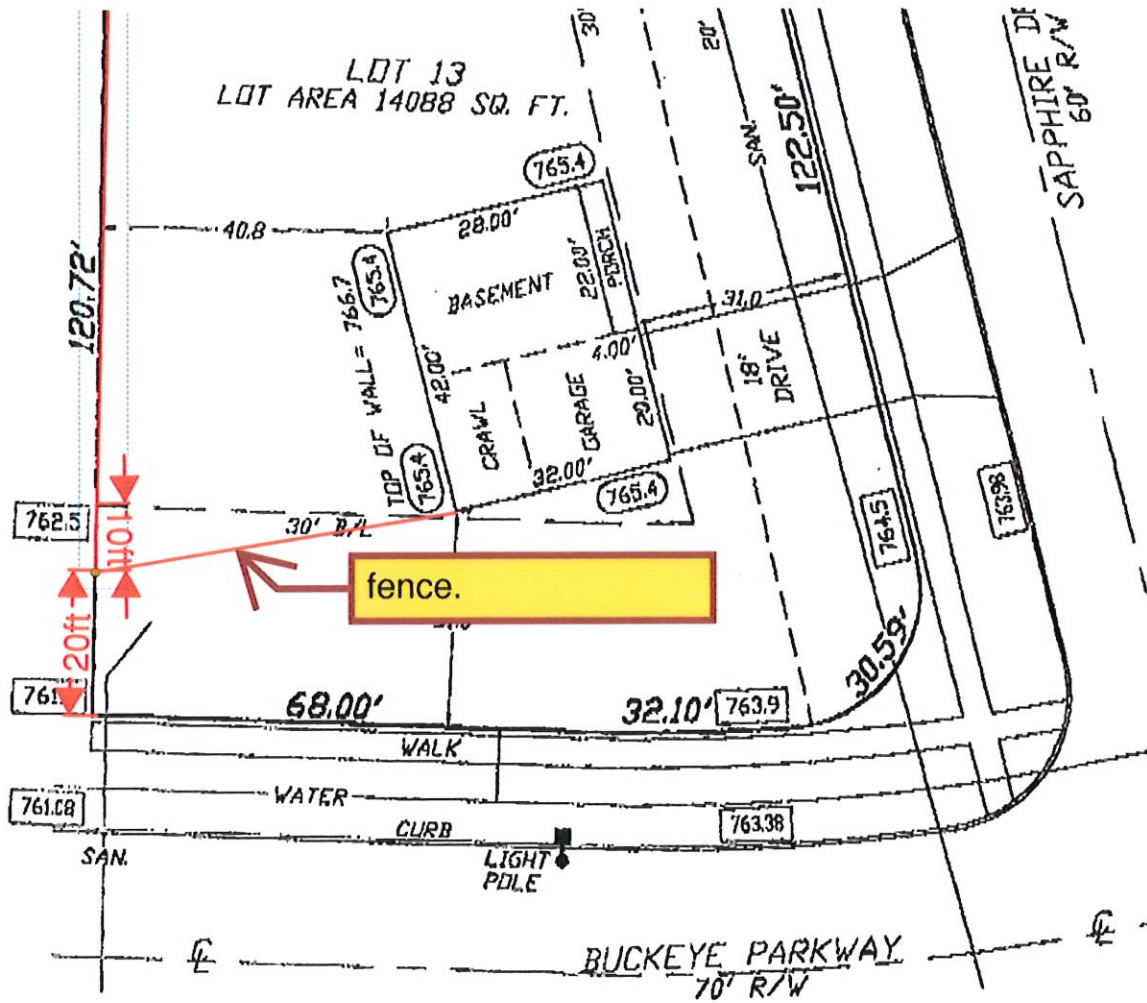 30'
20'
SAPPHIRE
60' R/W
LOT 13
LOT AREA 14088 SQ. FT.
SAN.
122.50'
765.4
40.8
28.00'
120.72'
765.4
BASEMENT
22.00'
PORCH
TOP OF WALL= 766.7
31.0
4.00'
42.00'
18'
DRIVE
CRAWL
GARAGE
20.00'
765.4
32.00'
765.4
762.5
10ft
30' B/L
764.5
763.98
fence.
20ft
30.59'
68.00'
32.10'
763.9
WALK
WATER
761.08
CURB
763.38
SAN.
LIGHT
POLE
BUCKEYE PARKWAY
70' R/W